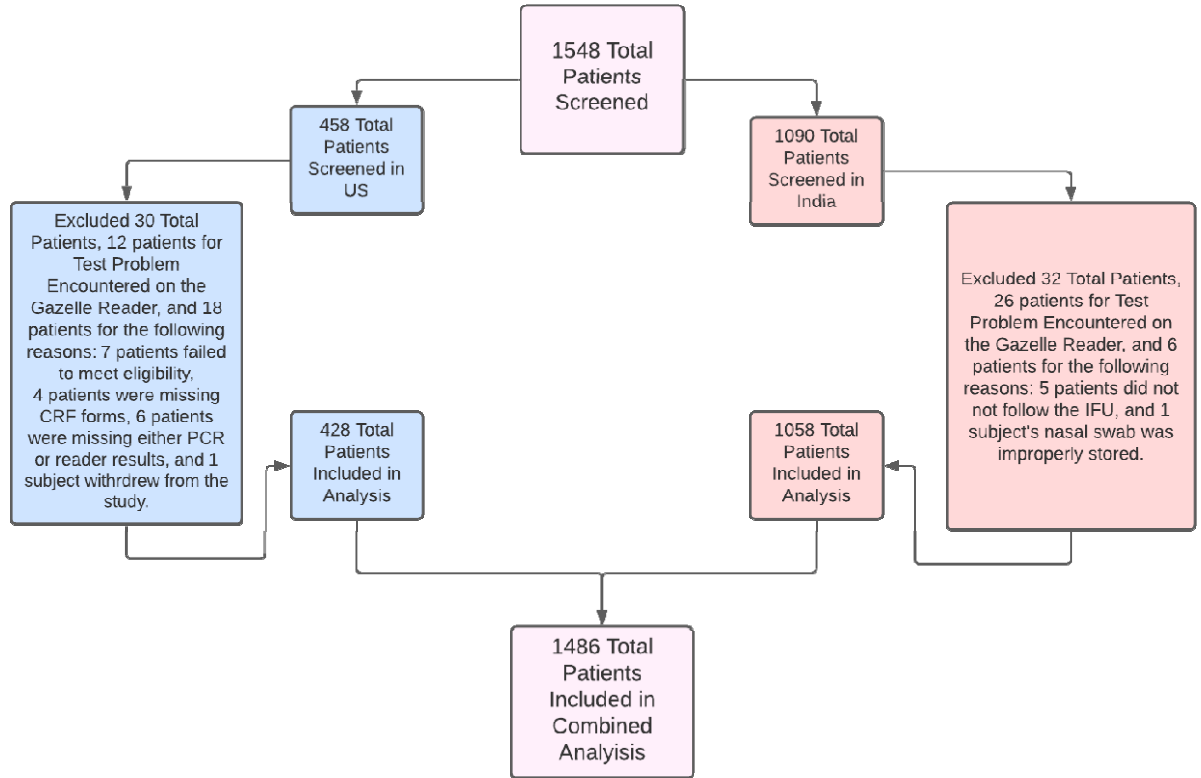 1548 Total
Patients
Screened
458 Total
Patients
Screened in
US
1090 Total
Patients
Screened in
India
Excluded 30 Total
Patients, 12 patients for
Test Problem
Encountered on the
Gazelle Reader, and 18
patients for the following
reasons: 7 patients failed
to meet eligibility,
4 patients were missing
CRF forms, 6 patients
were missing either PCR
or reader results, and 1
subject withrdrew from the
study.
Excluded 32 Total Patients,
26 patients for Test
Problem Encountered on
the Gazelle Reader, and 6
patients for the following
reasons: 5 patients did not
not follow the IFU, and 1
subject's nasal swab was
improperly stored.
428 Total
Patients
Included in
Analysis
1058 Total
Patients
Included in
Analysis
1486 Total
Patients
Included in
Combined
Analyisis